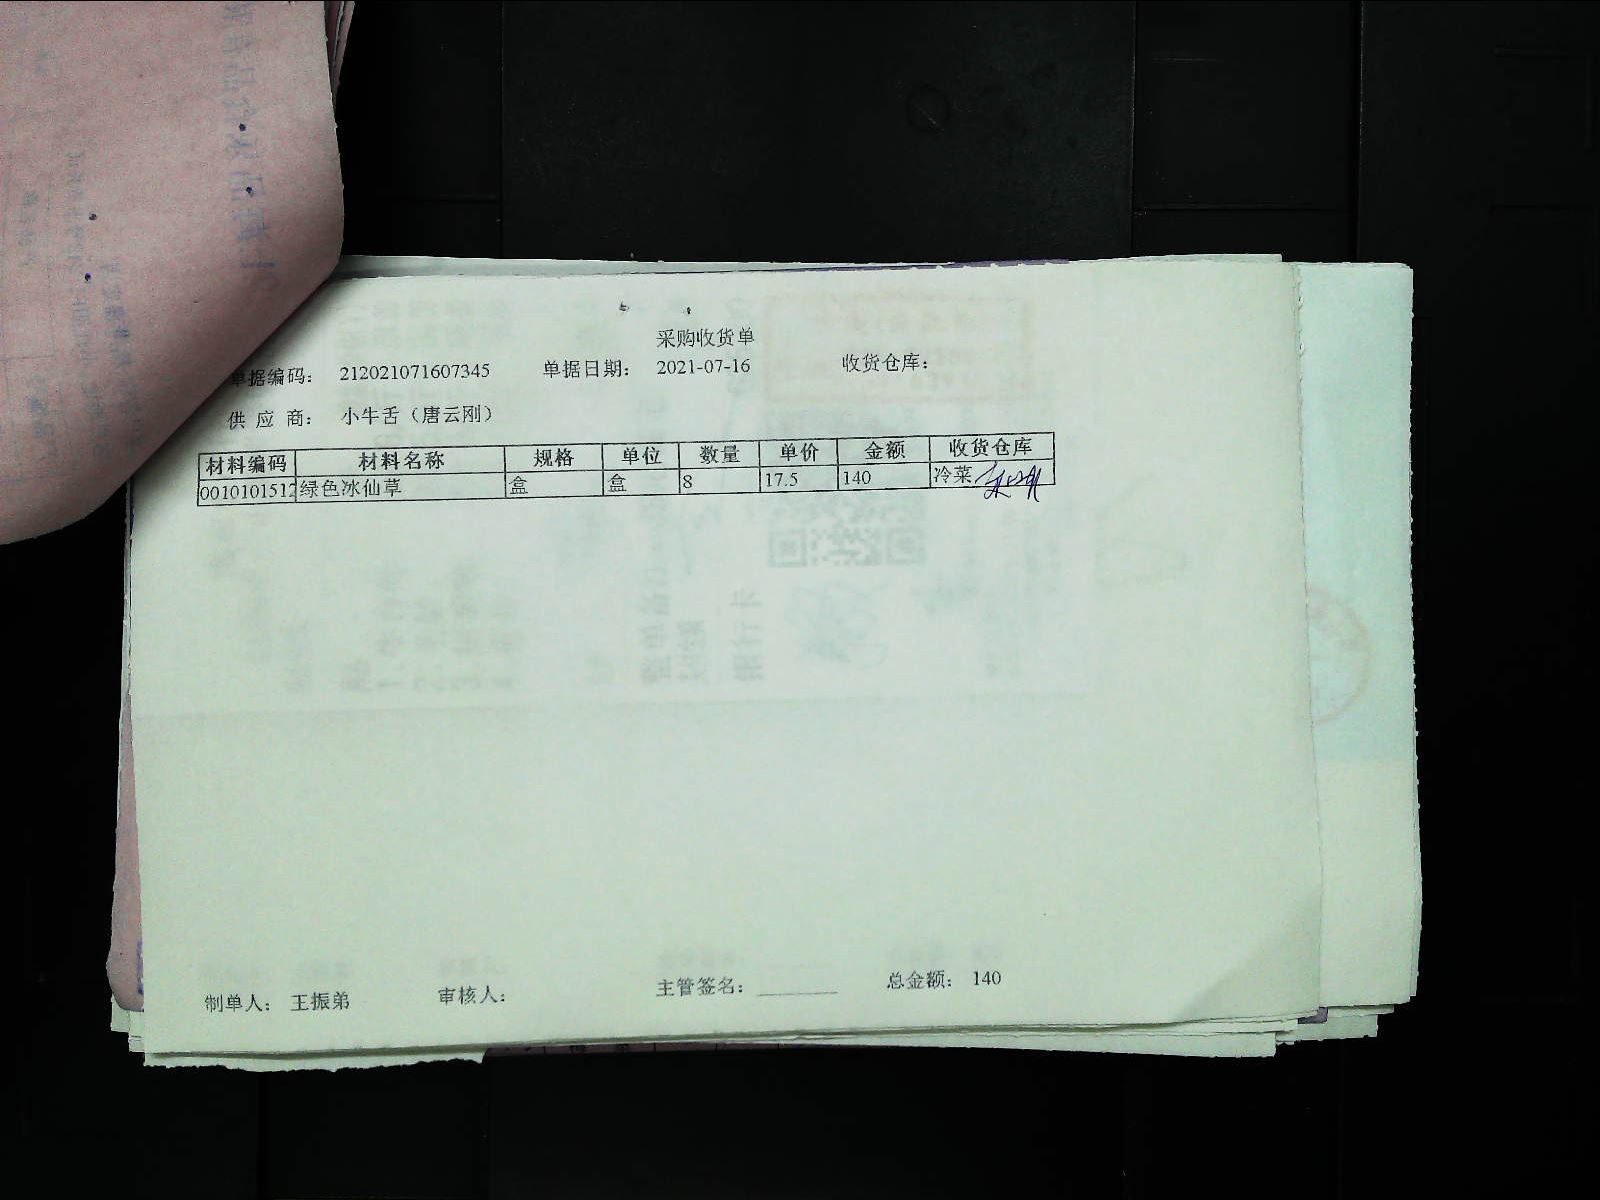 采购收货单
单据编码： 212021071607345 单据日期： 2021-07-16 收货仓库：
供 应 商： 小牛舌（唐云刚）
材料编码 材料名称 规格 单位 数量 单价 金额 收货仓库
0010101512 绿色冰仙草 盒 盒 8 17.5 140 冷菜
制单人： 王振弟 审核人： 主管签名：________ 总金额： 140